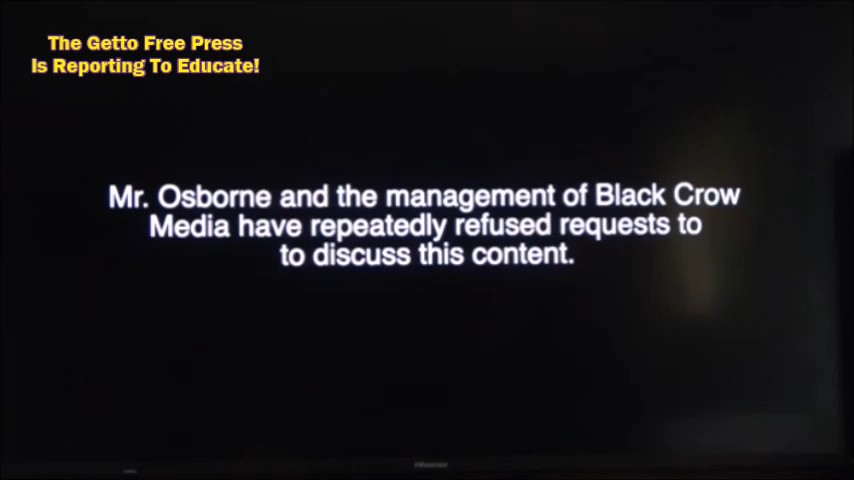 The Getto Free Press
Is Reporting To Educate!
Mr. Osborne and the management of Black Crow
Media have repeatedly refused requests to
to discuss this content.
Hisense